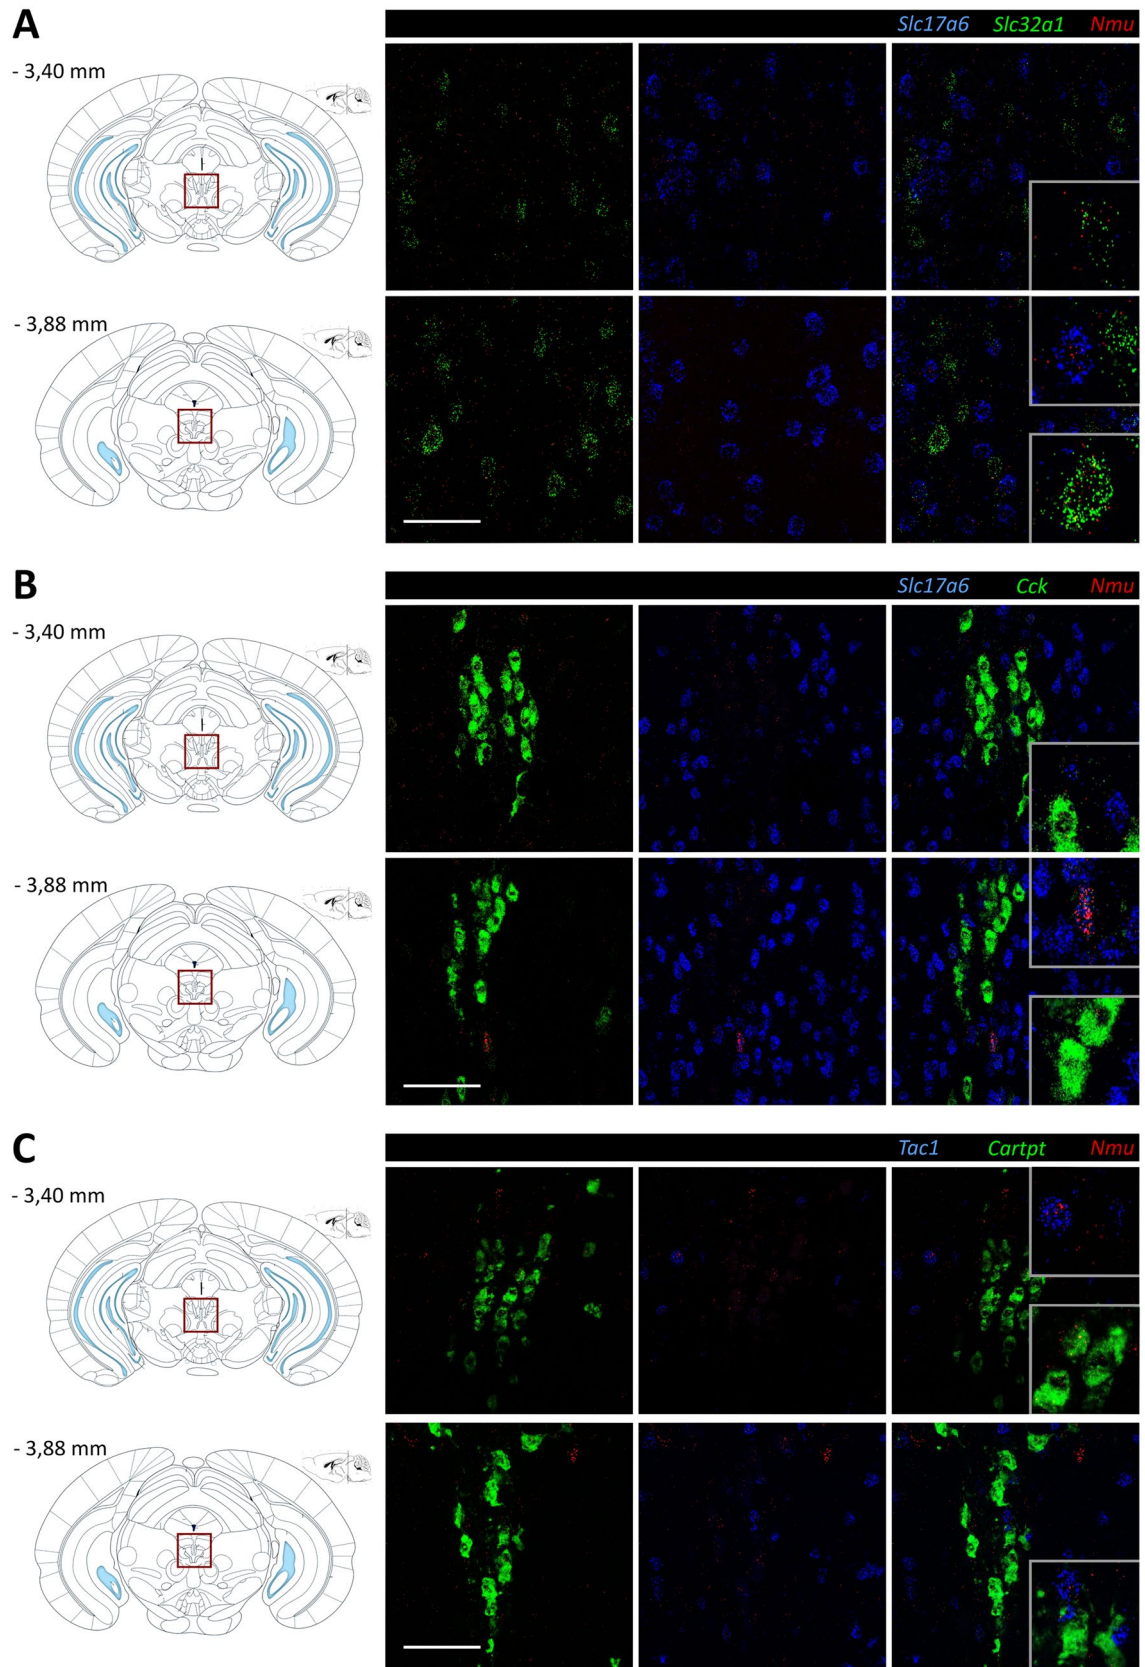 A
Slc17a6 Slc32a1 Nmu
- 3,40 mm
- 3,88 mm
B
Slc17a6 Cck Nmu
- 3,40 mm
- 3,88 mm
C
Tac1 Cartpt Nmu
- 3,40 mm
- 3,88 mm